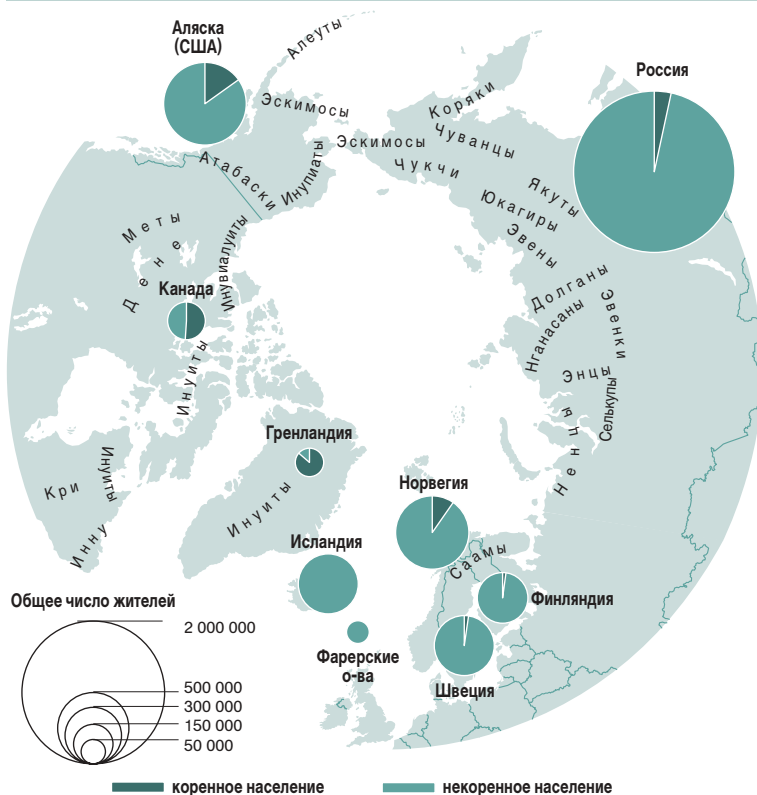 Аляска
(США)
Алеуты
Россия
Эскимосы
Коряки
Эскимосы
Чуванцы
Чукчи
Атабаски
Инупиаты
Якуты
Юкагиры
Эвены
Меты
Дене
Инувиалуиты
Канада
Долганы
Эвенки
Нганасаны
Инуиты
Энцы
Селькупы
Ненцы
Гренландия
Инуиты
Кри
Инну
Инуиты
Норвегия
Саамы
Исландия
Финляндия
Фарерские
о-ва
Швеция
Общее число жителей
2 000 000
500 000
300 000
150 000
50 000
коренное население
некоренное население